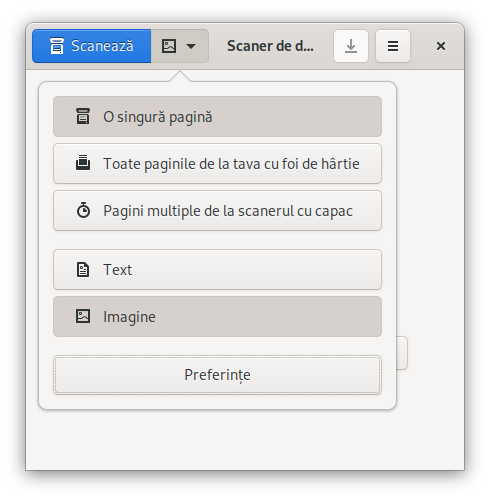 Scanează
Scaner de d...
O singură pagină
Toate paginile de la tava cu foi de hârtie
Pagini multiple de la scanerul cu capac
Text
Imagine
Preferințe